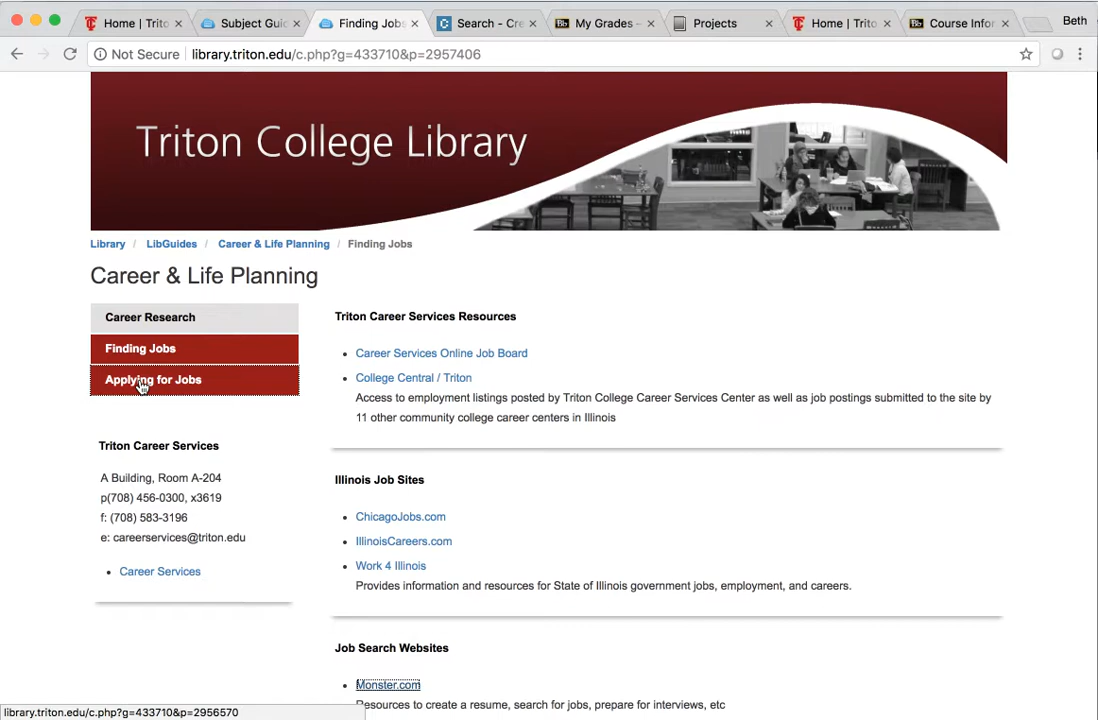 Home | Trito
Subject Gui
Finding Jobs
Search - Cre
My Grades –
Projects
Home | Trito
Course Infor
Beth
Not Secure
library.triton.edu/c.php?g=433710&p=2957406
Triton College Library
Library / LibGuides / Career & Life Planning / Finding Jobs
Career & Life Planning
Career Research
Finding Jobs
Applying for Jobs
Triton Career Services
A Building, Room A-204
p(708) 456-0300, x3619
f: (708) 583-3196
e: careerservices@triton.edu
Career Services
Triton Career Services Resources
Career Services Online Job Board
College Central / Triton
Access to employment listings posted by Triton College Career Services Center as well as job postings submitted to the site by
11 other community college career centers in Illinois
Illinois Job Sites
ChicagoJobs.com
IllinoisCareers.com
Work 4 Illinois
Provides information and resources for State of Illinois government jobs, employment, and careers.
Job Search Websites
Monster.com
Resources to create a resume, search for jobs, prepare for interviews, etc
library.triton.edu/c.php?g=433710&p=2956570